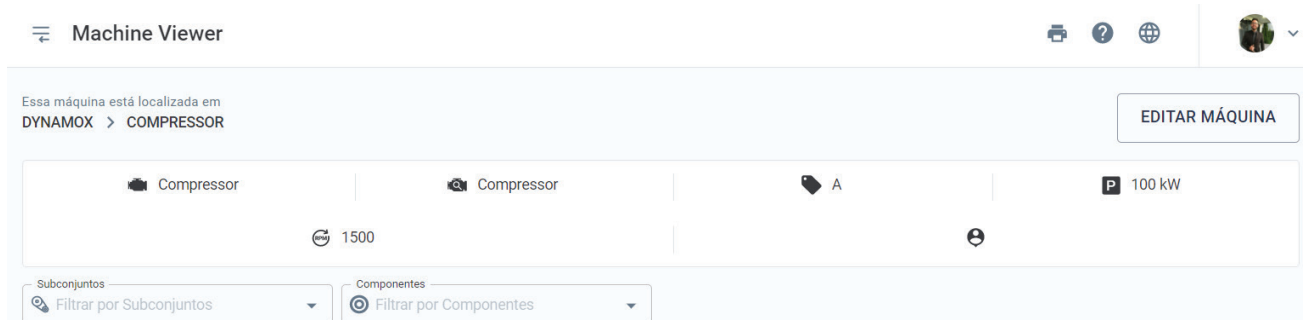 Machine Viewer
Essa máquina está localizada em
DYNAMOX > COMPRESSOR
EDITAR MÁQUINA
Compressor
Compressor
A
P 100 kW
RPM 1500
Subconjuntos
Filtrar por Subconjuntos
Componentes
Filtrar por Componentes